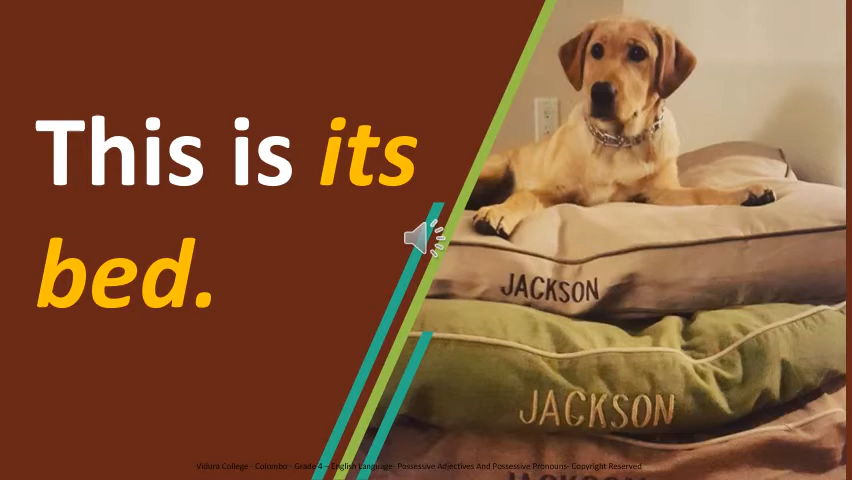 This is its
bed.
JACKSON
JACKSON
JACKSON
Vidura College - Colombo - Grade 4 – English Language- Possessive Adjectives And Possessive Pronouns- Copyright Reserved